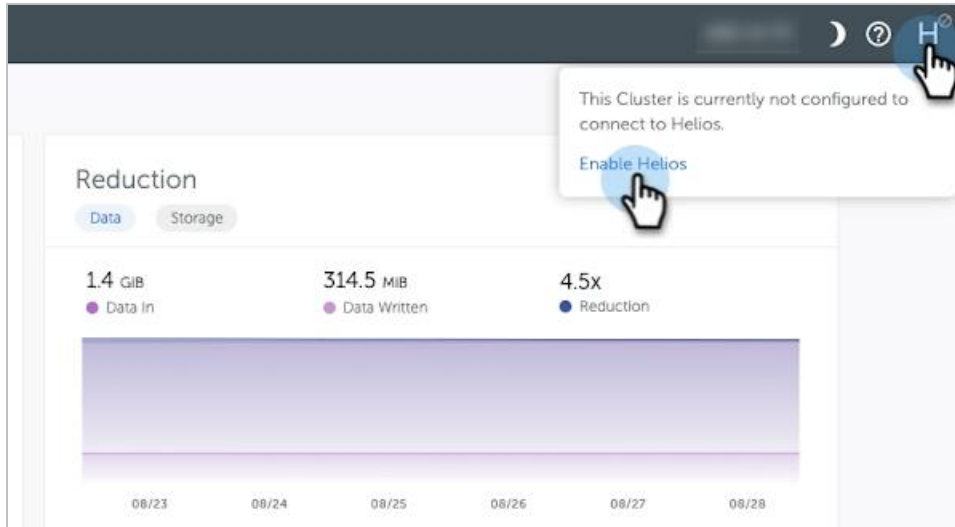 H
This Cluster is currently not configured to
connect to Helios.
Enable Helios
Reduction
Data Storage
1.4 GiB 314.5 MiB 4.5x
Data In Data Written Reduction
08/23 08/24 08/25 08/26 08/27 08/28